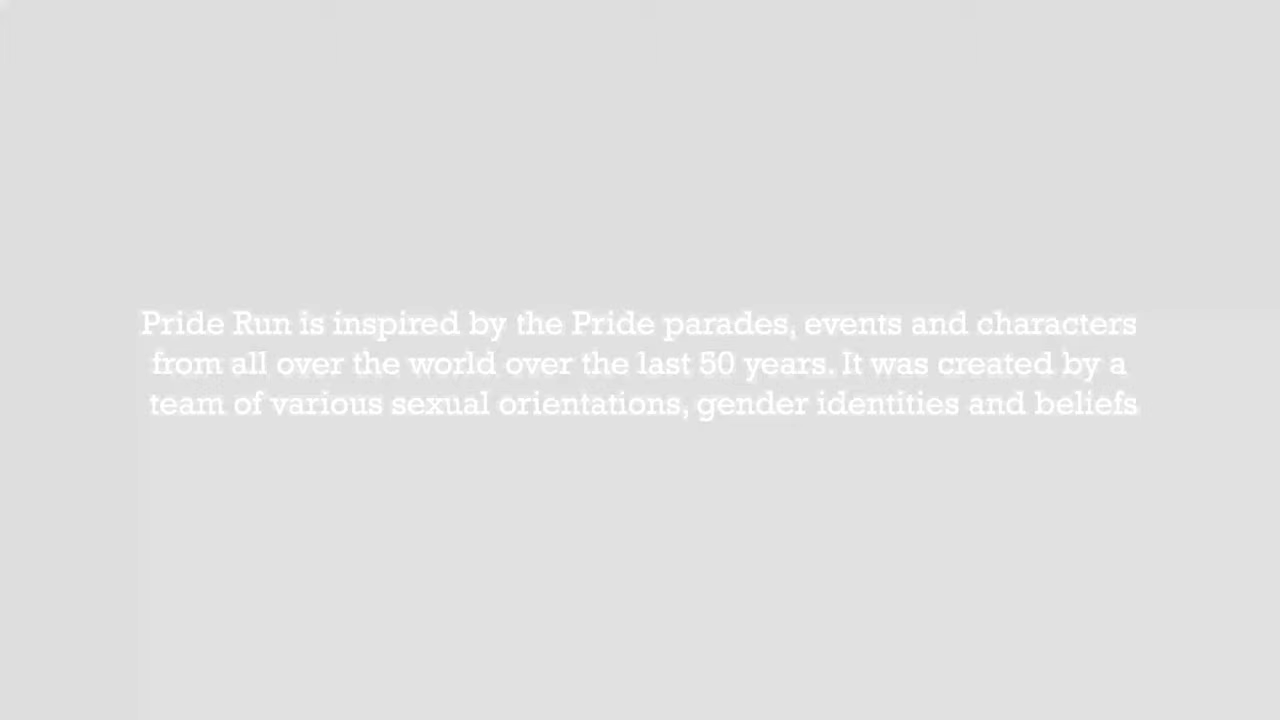 Pride Run is inspired by the Pride parades, events and characters
from all over the world over the last 50 years. It was created by a
team of various sexual orientations, gender identities and beliefs